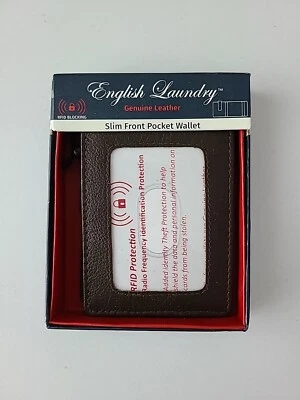 English Laundry™
Genuine Leather
RFID BLOCKING
Slim Front Pocket Wallet
RFID Protection
Radio Frequency Identification Protection
Added Identity Theft Protection to help
shield the data and personal information on
cards from being stolen.